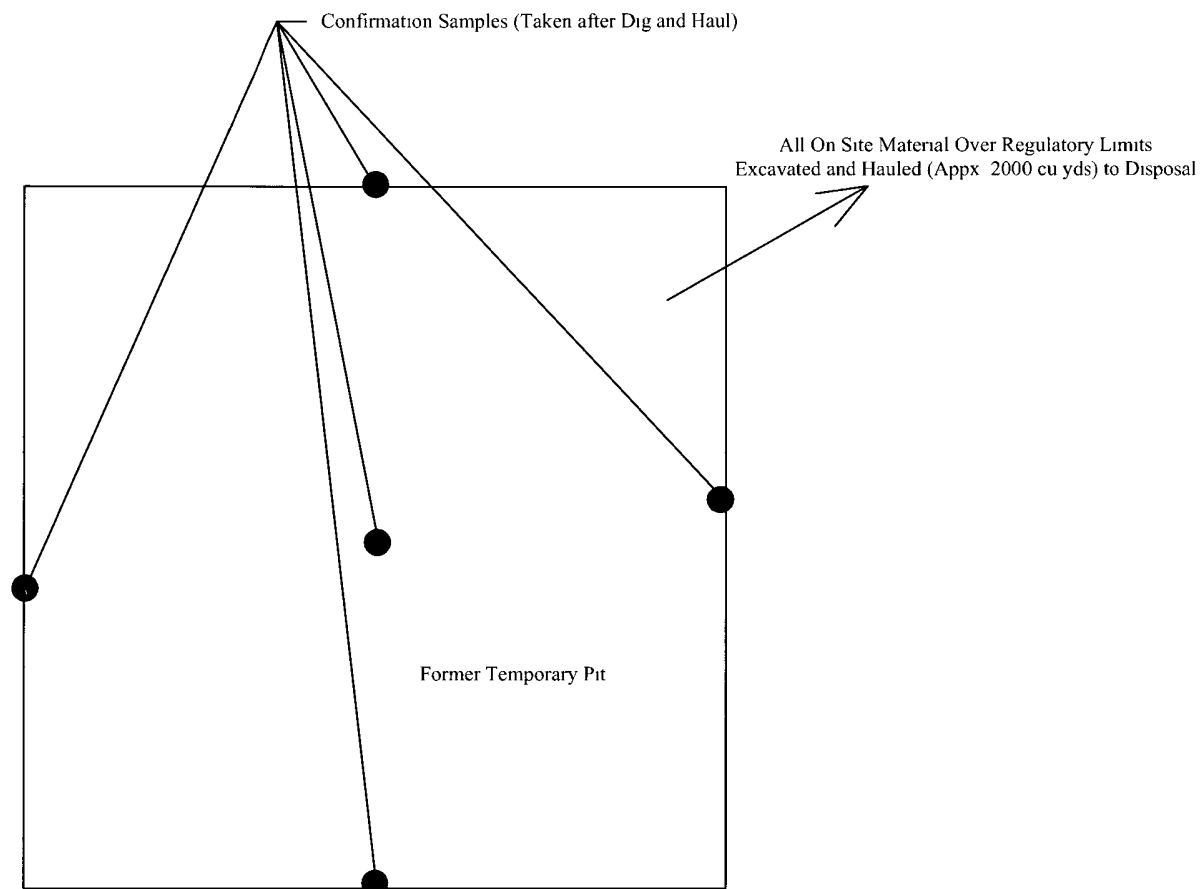 Confirmation Samples (Taken after Dig and Haul)
All On Site Material Over Regulatory Limits
Excavated and Hauled (Appx 2000 cu yds) to Disposal
Former Temporary Pit